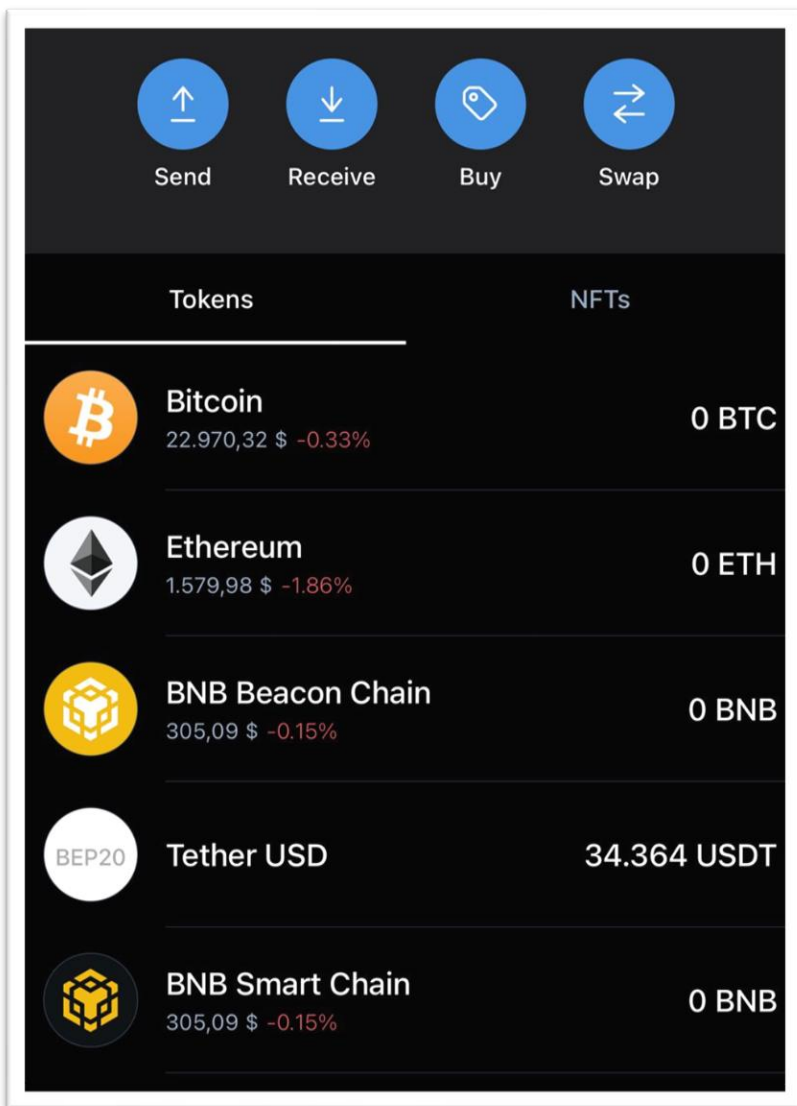 Send Receive Buy Swap
Tokens NFTs
Bitcoin
22.970,32 $ -0.33%
0 BTC
Ethereum
1.579,98 $ -1.86%
0 ETH
BNB Beacon Chain
305,09 $ -0.15%
0 BNB
BEP20
Tether USD
34.364 USDT
BNB Smart Chain
305,09 $ -0.15%
0 BNB